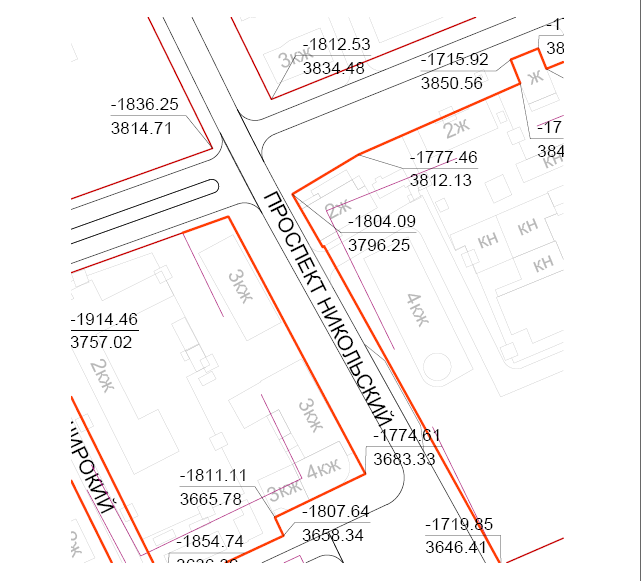 -1812.53
3834.48
3кж
-1715.92
3850.56
ж
-1836.25
3814.71
2ж
-1777.46
3812.13
кн
2ж
-1804.09
3796.25
кн
кн
кн
ПРОСПЕКТ НИКОЛЬСКИЙ
3кж
4кж
-1914.46
3757.02
2кж
3кж
-1774.61
3683.33
-1811.11
3665.78
3кж
4кж
-1807.64
3658.34
-1719.85
3646.41
-1854.74